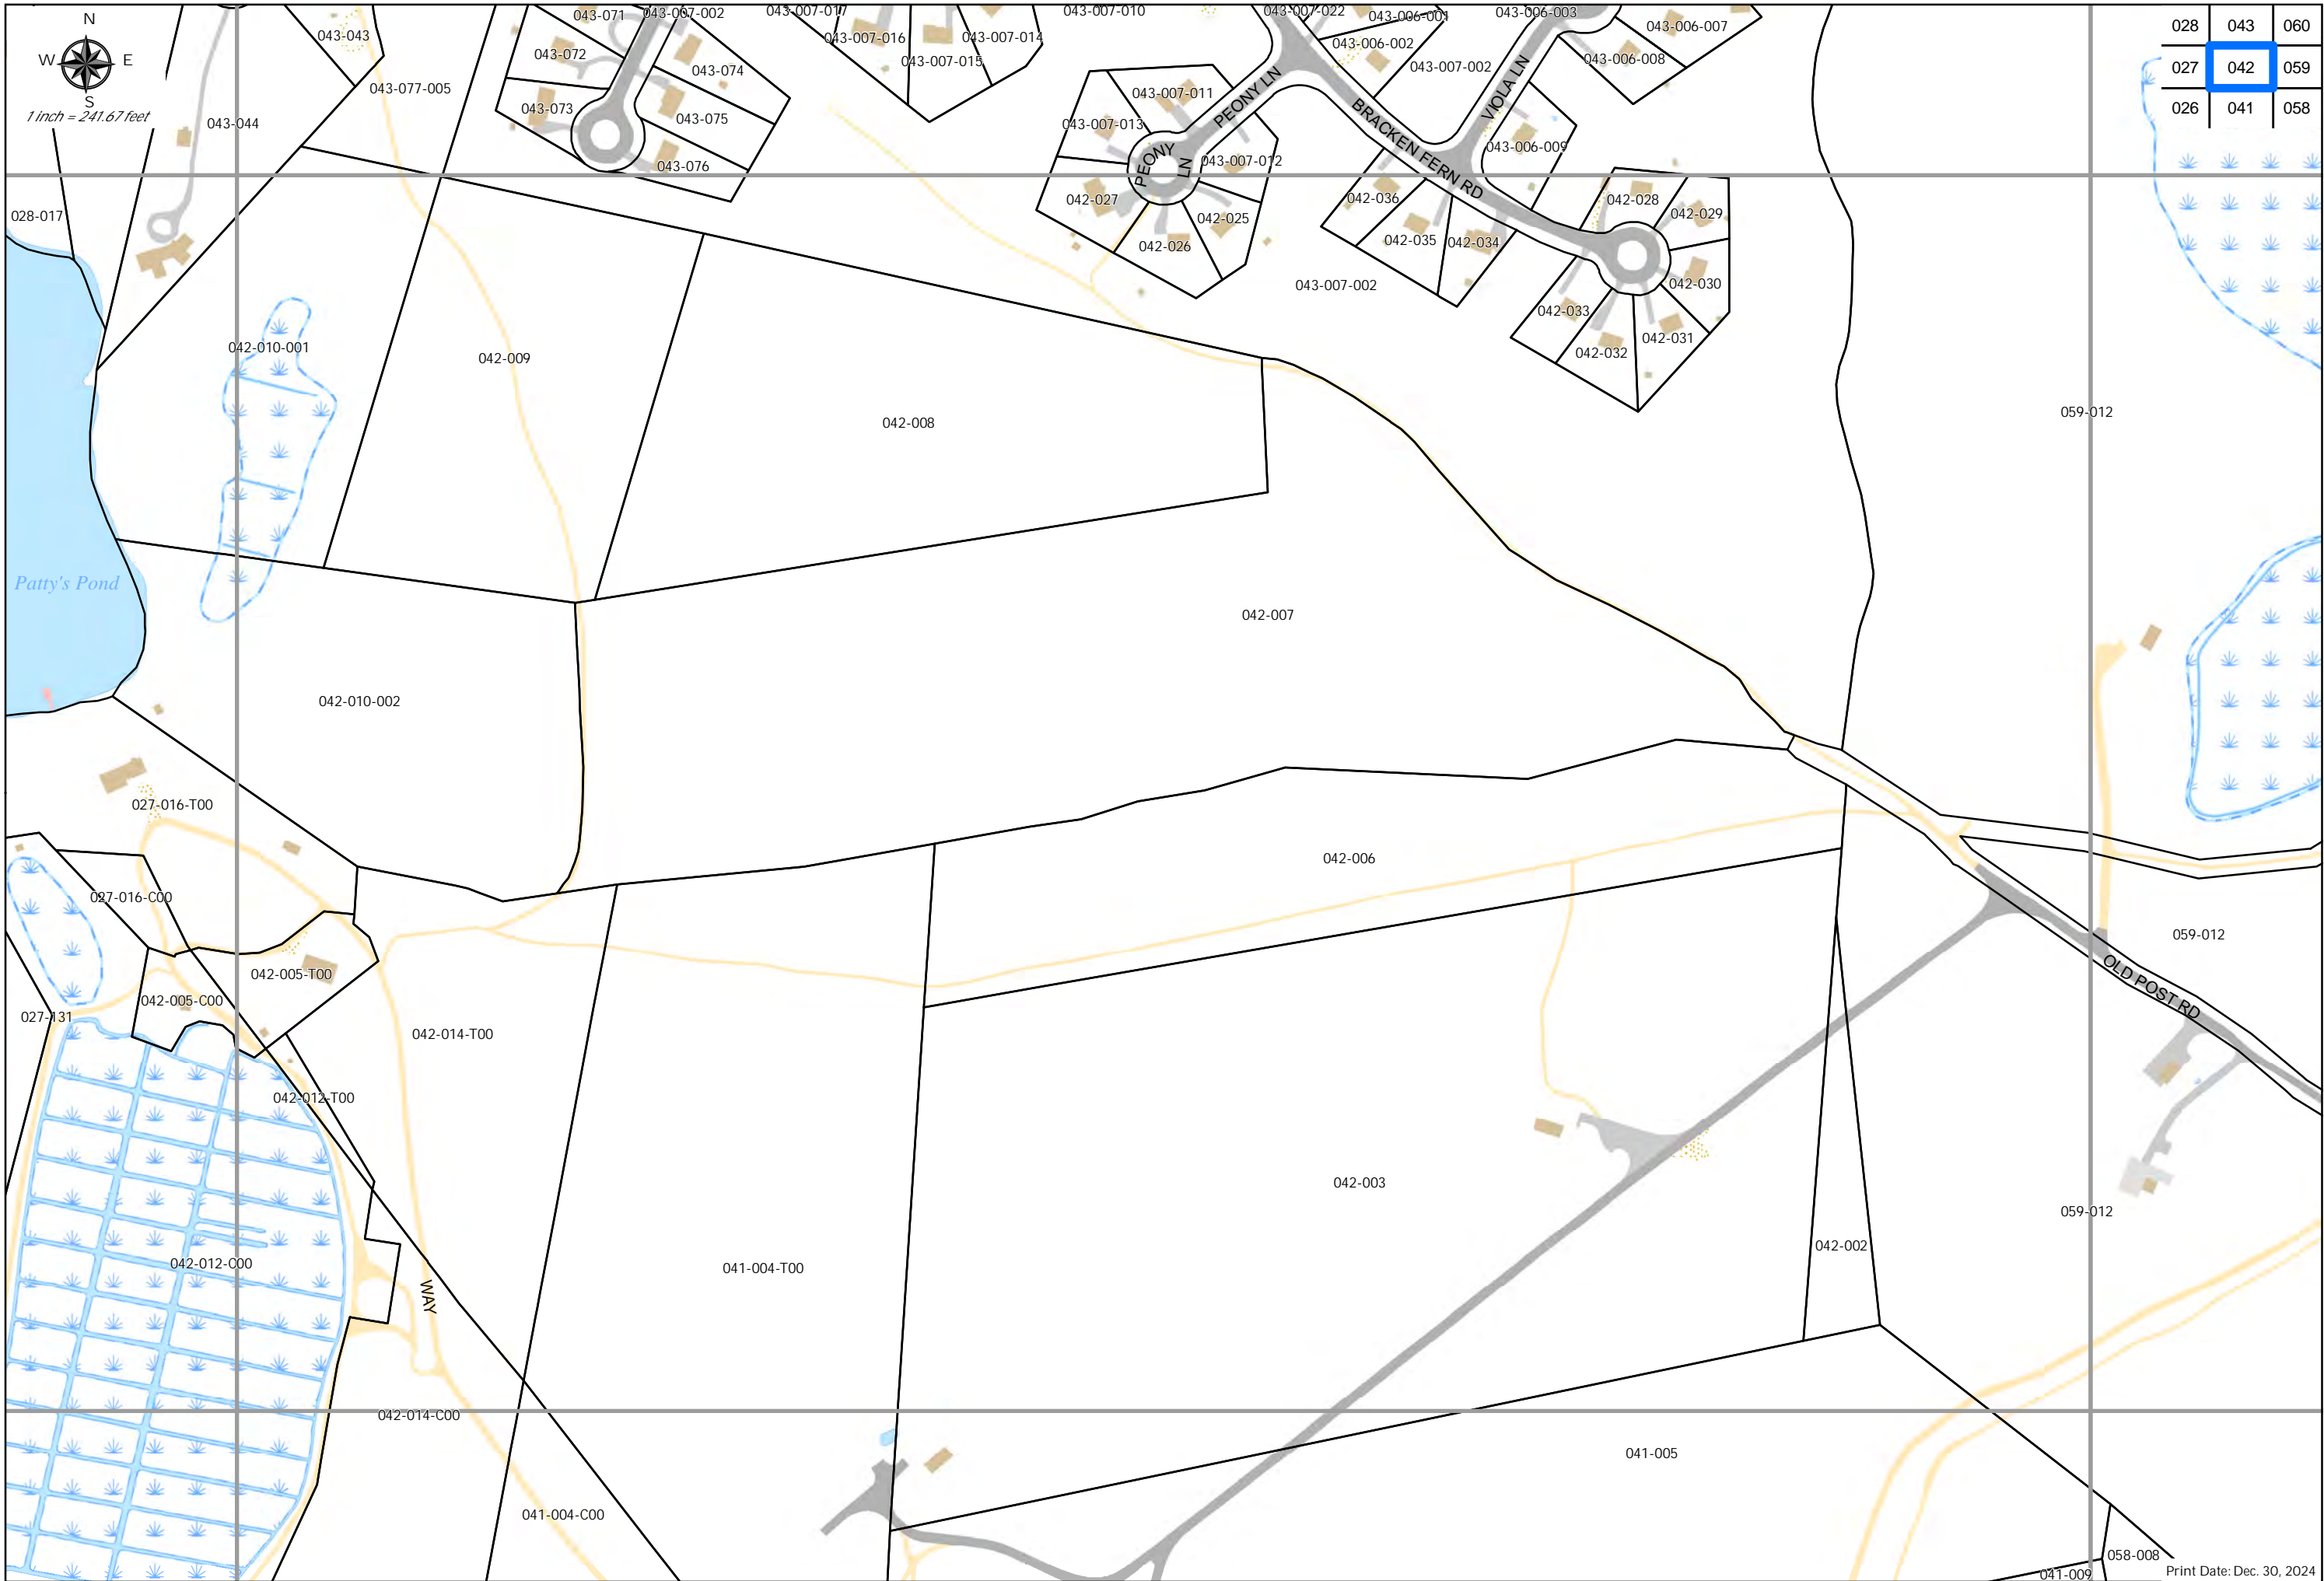 N
W E
S
1 inch = 241.67 feet
028 043 060
027 042 059
026 041 058
043-071
043-007-002
043-007-017
043-007-010
043-007-022
043-006-001
043-006-003
043-006-007
043-043
043-072
043-007-016
043-007-014
043-006-002
043-007-015
043-006-008
043-077-005
043-074
043-007-002
043-007-011
043-073
043-044
043-075
043-007-013
PEONY LN
BRACKEN FERN RD
VIOLA LN
043-076
PEONY
LN
043-007-012
043-006-009
028-017
042-027
042-025
042-026
042-036
042-035
042-034
042-028
042-029
042-030
043-007-002
042-033
042-031
042-032
042-010-001
042-009
042-008
059-012
Patty's Pond
042-007
042-010-002
027-016-T00
042-006
027-016-C00
059-012
042-005-T00
042-005-C00
OLD POST RD
027-131
042-014-T00
042-012-T00
042-003
059-012
042-002
042-012-C00
041-004-T00
WAY
042-014-C00
041-005
041-004-C00
058-008
041-009
Print Date: Dec. 30, 2024